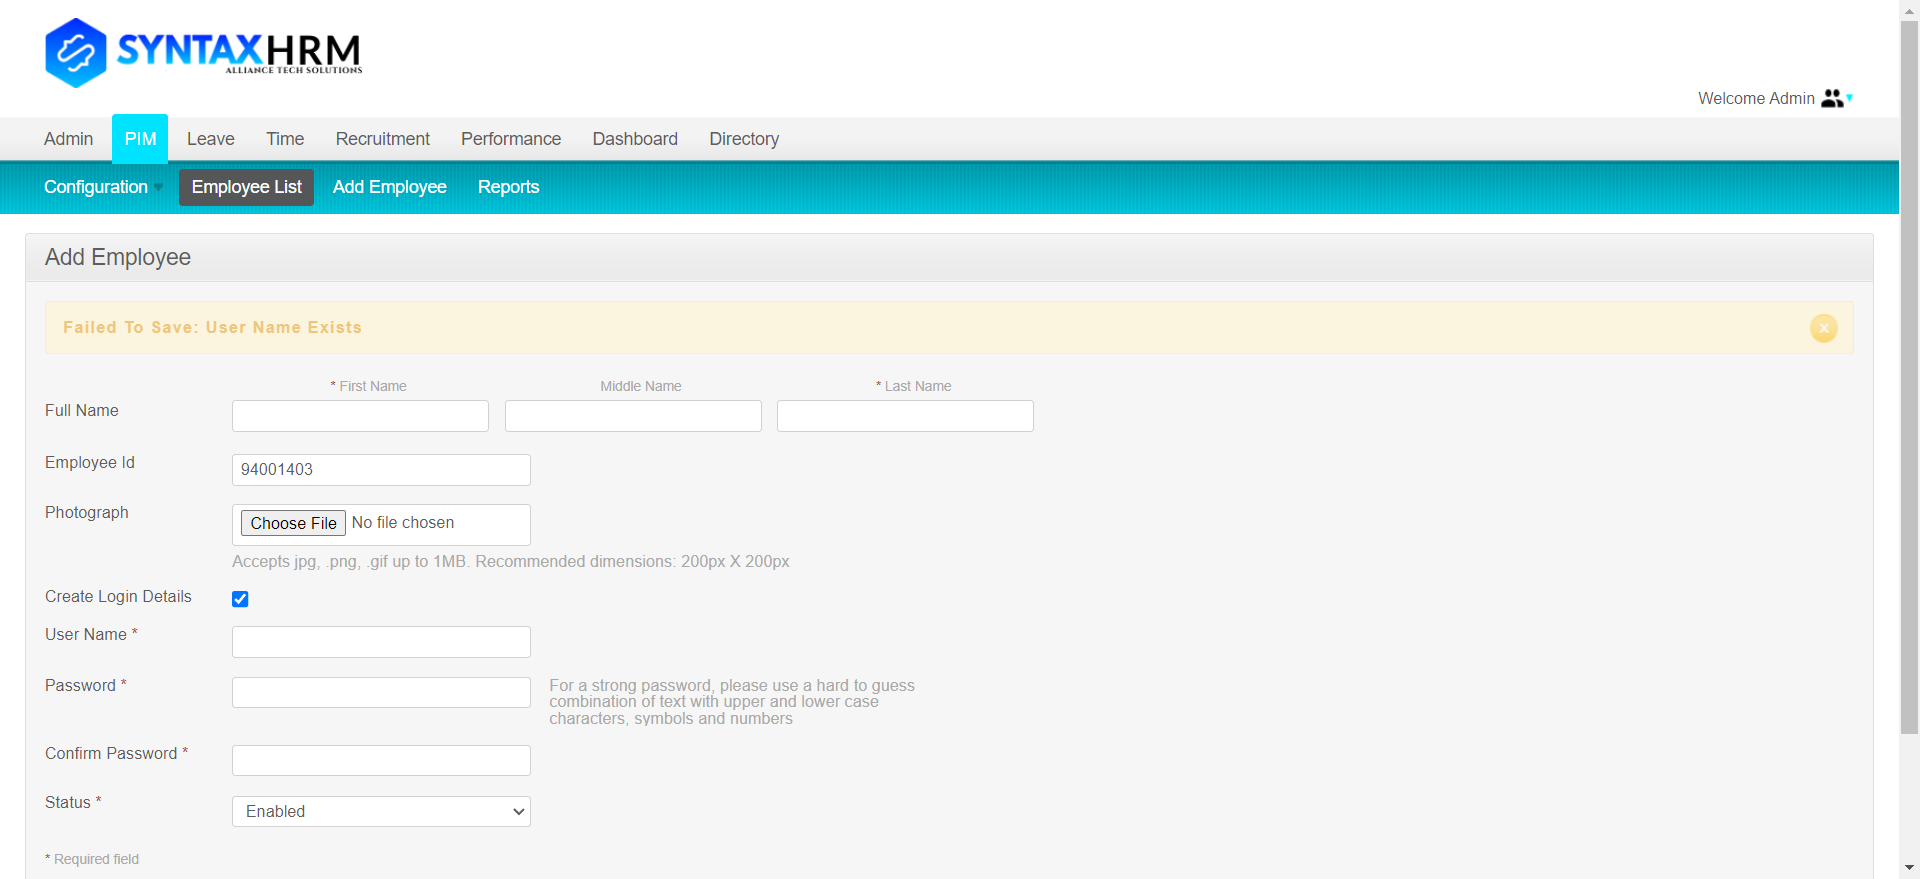 SYNTAXHRM
ALLIANCE TECH SOLUTIONS
Welcome Admin
Admin PIM Leave Time Recruitment Performance Dashboard Directory
Configuration Employee List Add Employee Reports
Add Employee
Failed To Save: User Name Exists
* First Name Middle Name * Last Name
Full Name
Employee Id 94001403
Photograph Choose File No file chosen
Accepts jpg, .png, .gif up to 1MB. Recommended dimensions: 200px X 200px
Create Login Details
User Name *
Password * For a strong password, please use a hard to guess
combination of text with upper and lower case
characters, symbols and numbers
Confirm Password *
Status * Enabled
* Required field